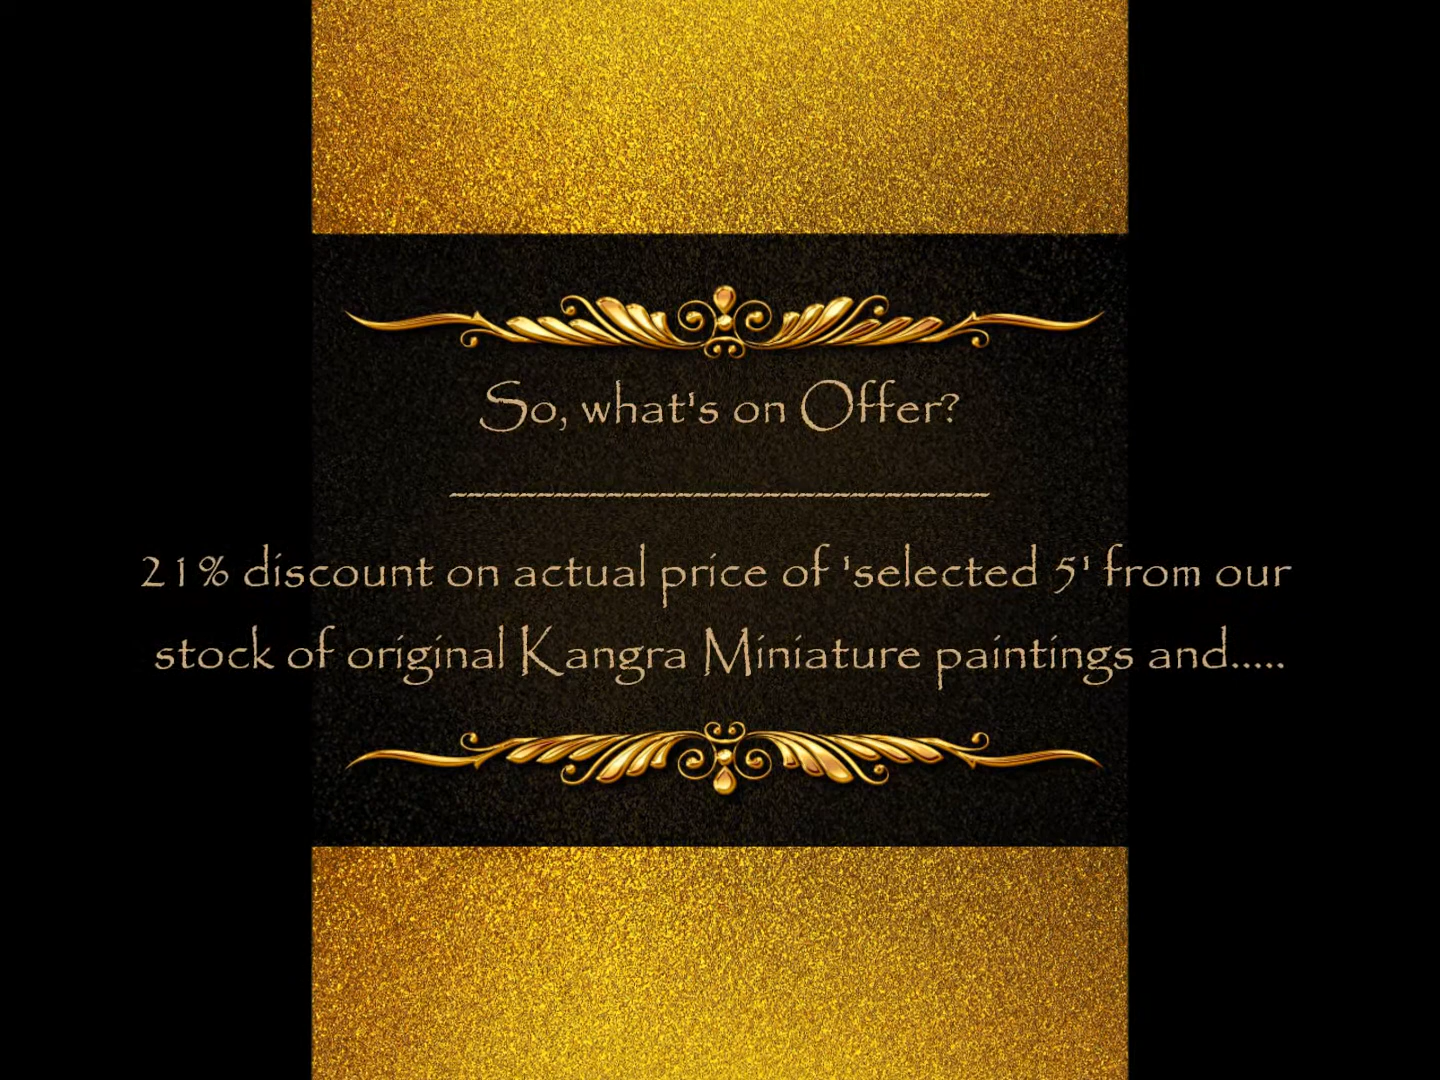 So, what's on Offer?
------------------------------
21% discount on actual price of 'selected 5' from our
stock of original Kangra Miniature paintings and.....